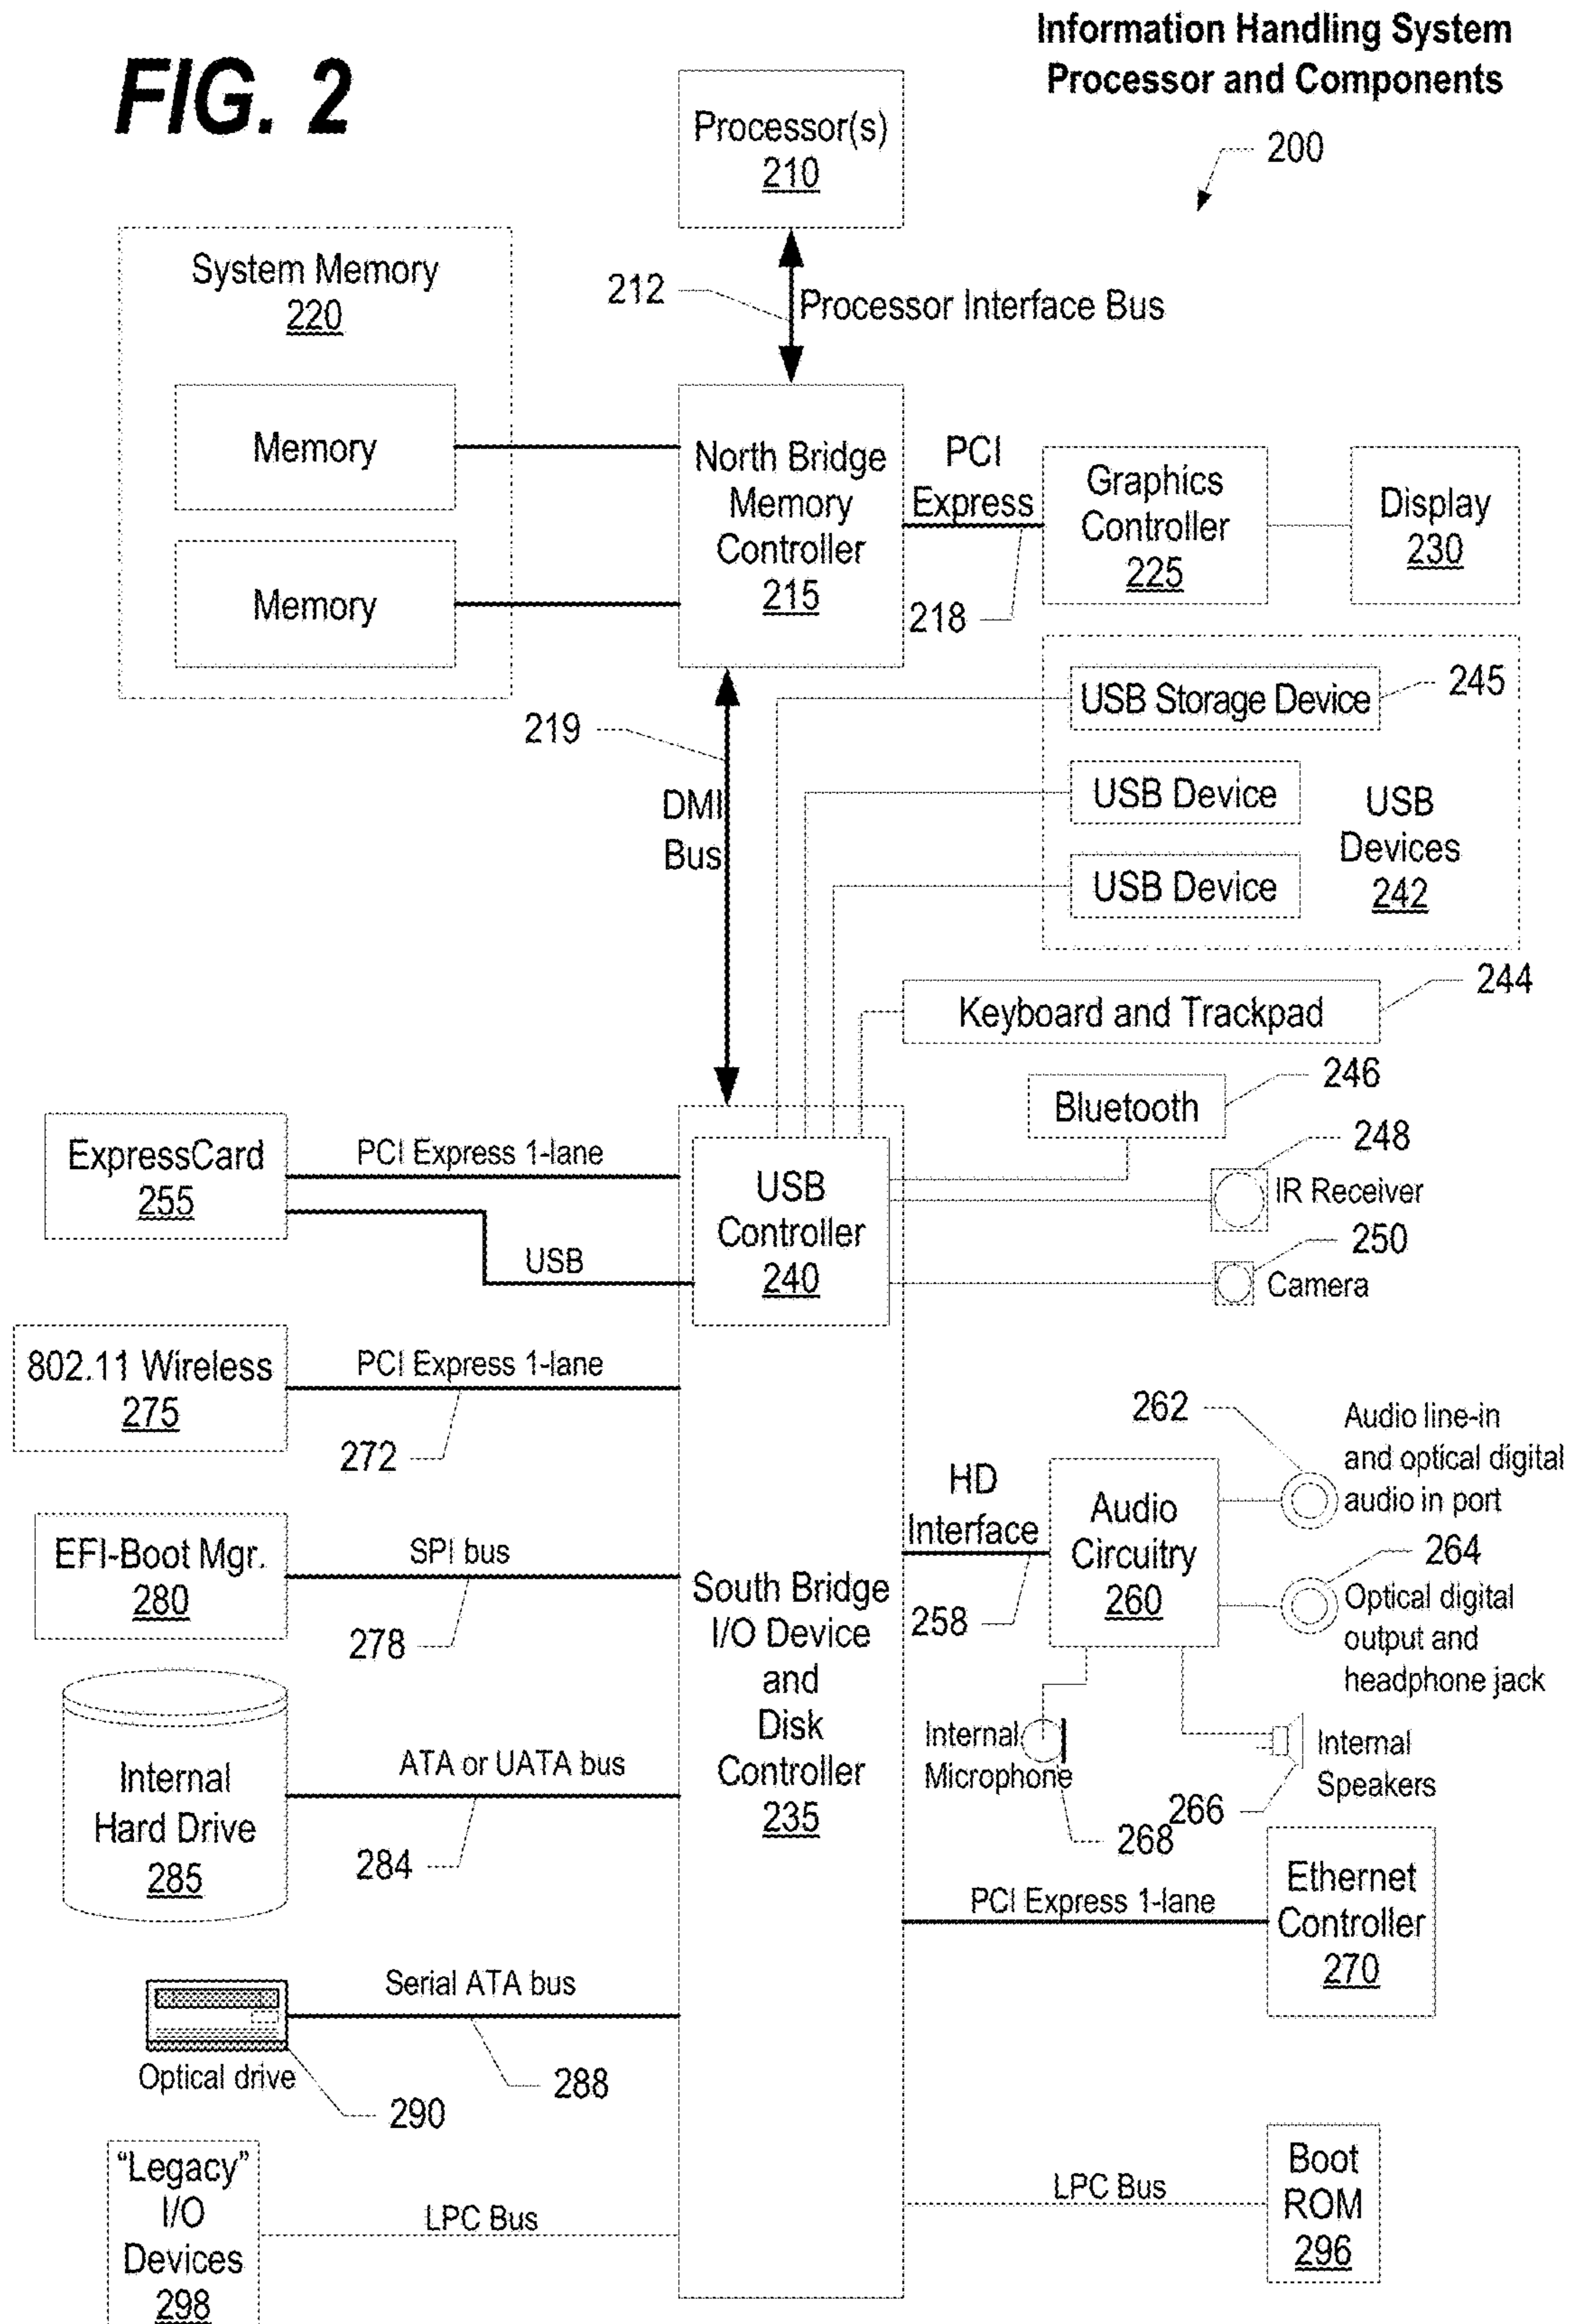 Information Handling System
Processor and Components
FIG. 2
200
Processor(s)
210
System Memory
220
212
Processor Interface Bus
Memory
Memory
North Bridge
Memory
Controller
215
PCI
Express
218
Graphics
Controller
225
Display
230
219
DMI
Bus
USB Storage Device
245
USB Device
USB Device
USB
Devices
242
Keyboard and Trackpad
244
Bluetooth
246
248
IR Receiver
250
Camera
ExpressCard
255
PCI Express 1-lane
USB
USB
Controller
240
802.11 Wireless
275
PCI Express 1-lane
272
EFI-Boot Mgr.
280
SPI bus
278
South Bridge
I/O Device
and
Disk
Controller
235
HD
Interface
258
Audio
Circuitry
260
262
Audio line-in
and optical digital
audio in port
264
Optical digital
output and
headphone jack
Internal
Microphone
268
Internal
Speakers
266
Internal
Hard Drive
285
ATA or UATA bus
284
PCI Express 1-lane
Ethernet
Controller
270
Serial ATA bus
288
Optical drive
290
"Legacy"
I/O
Devices
298
LPC Bus
LPC Bus
Boot
ROM
296